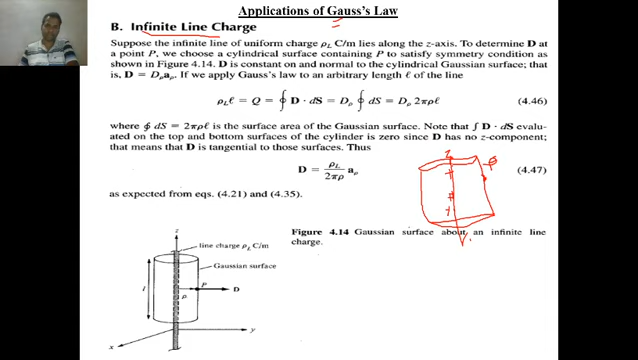 Applications of Gauss's Law
B. Infinite Line Charge
Suppose the infinite line of uniform charge ρL C/m lies along the z-axis. To determine D at
a point P, we choose a cylindrical surface containing P to satisfy symmetry condition as
shown in Figure 4.14. D is constant on and normal to the cylindrical Gaussian surface; that
is, D = Dρaρ. If we apply Gauss's law to an arbitrary length ℓ of the line
ρLℓ = Q = ∮ D · dS = Dρ ∮ dS = Dρ 2πρℓ (4.46)
where ∮ dS = 2πρℓ is the surface area of the Gaussian surface. Note that ∫ D · dS evalu-
ated on the top and bottom surfaces of the cylinder is zero since D has no z-component;
that means that D is tangential to those surfaces. Thus
D = ρL / 2πρ aρ (4.47)
as expected from eqs. (4.21) and (4.35).
Figure 4.14 Gaussian surface about an infinite line
charge.
z
line charge ρL C/m
Gaussian surface
l
P
ρ
D
y
x